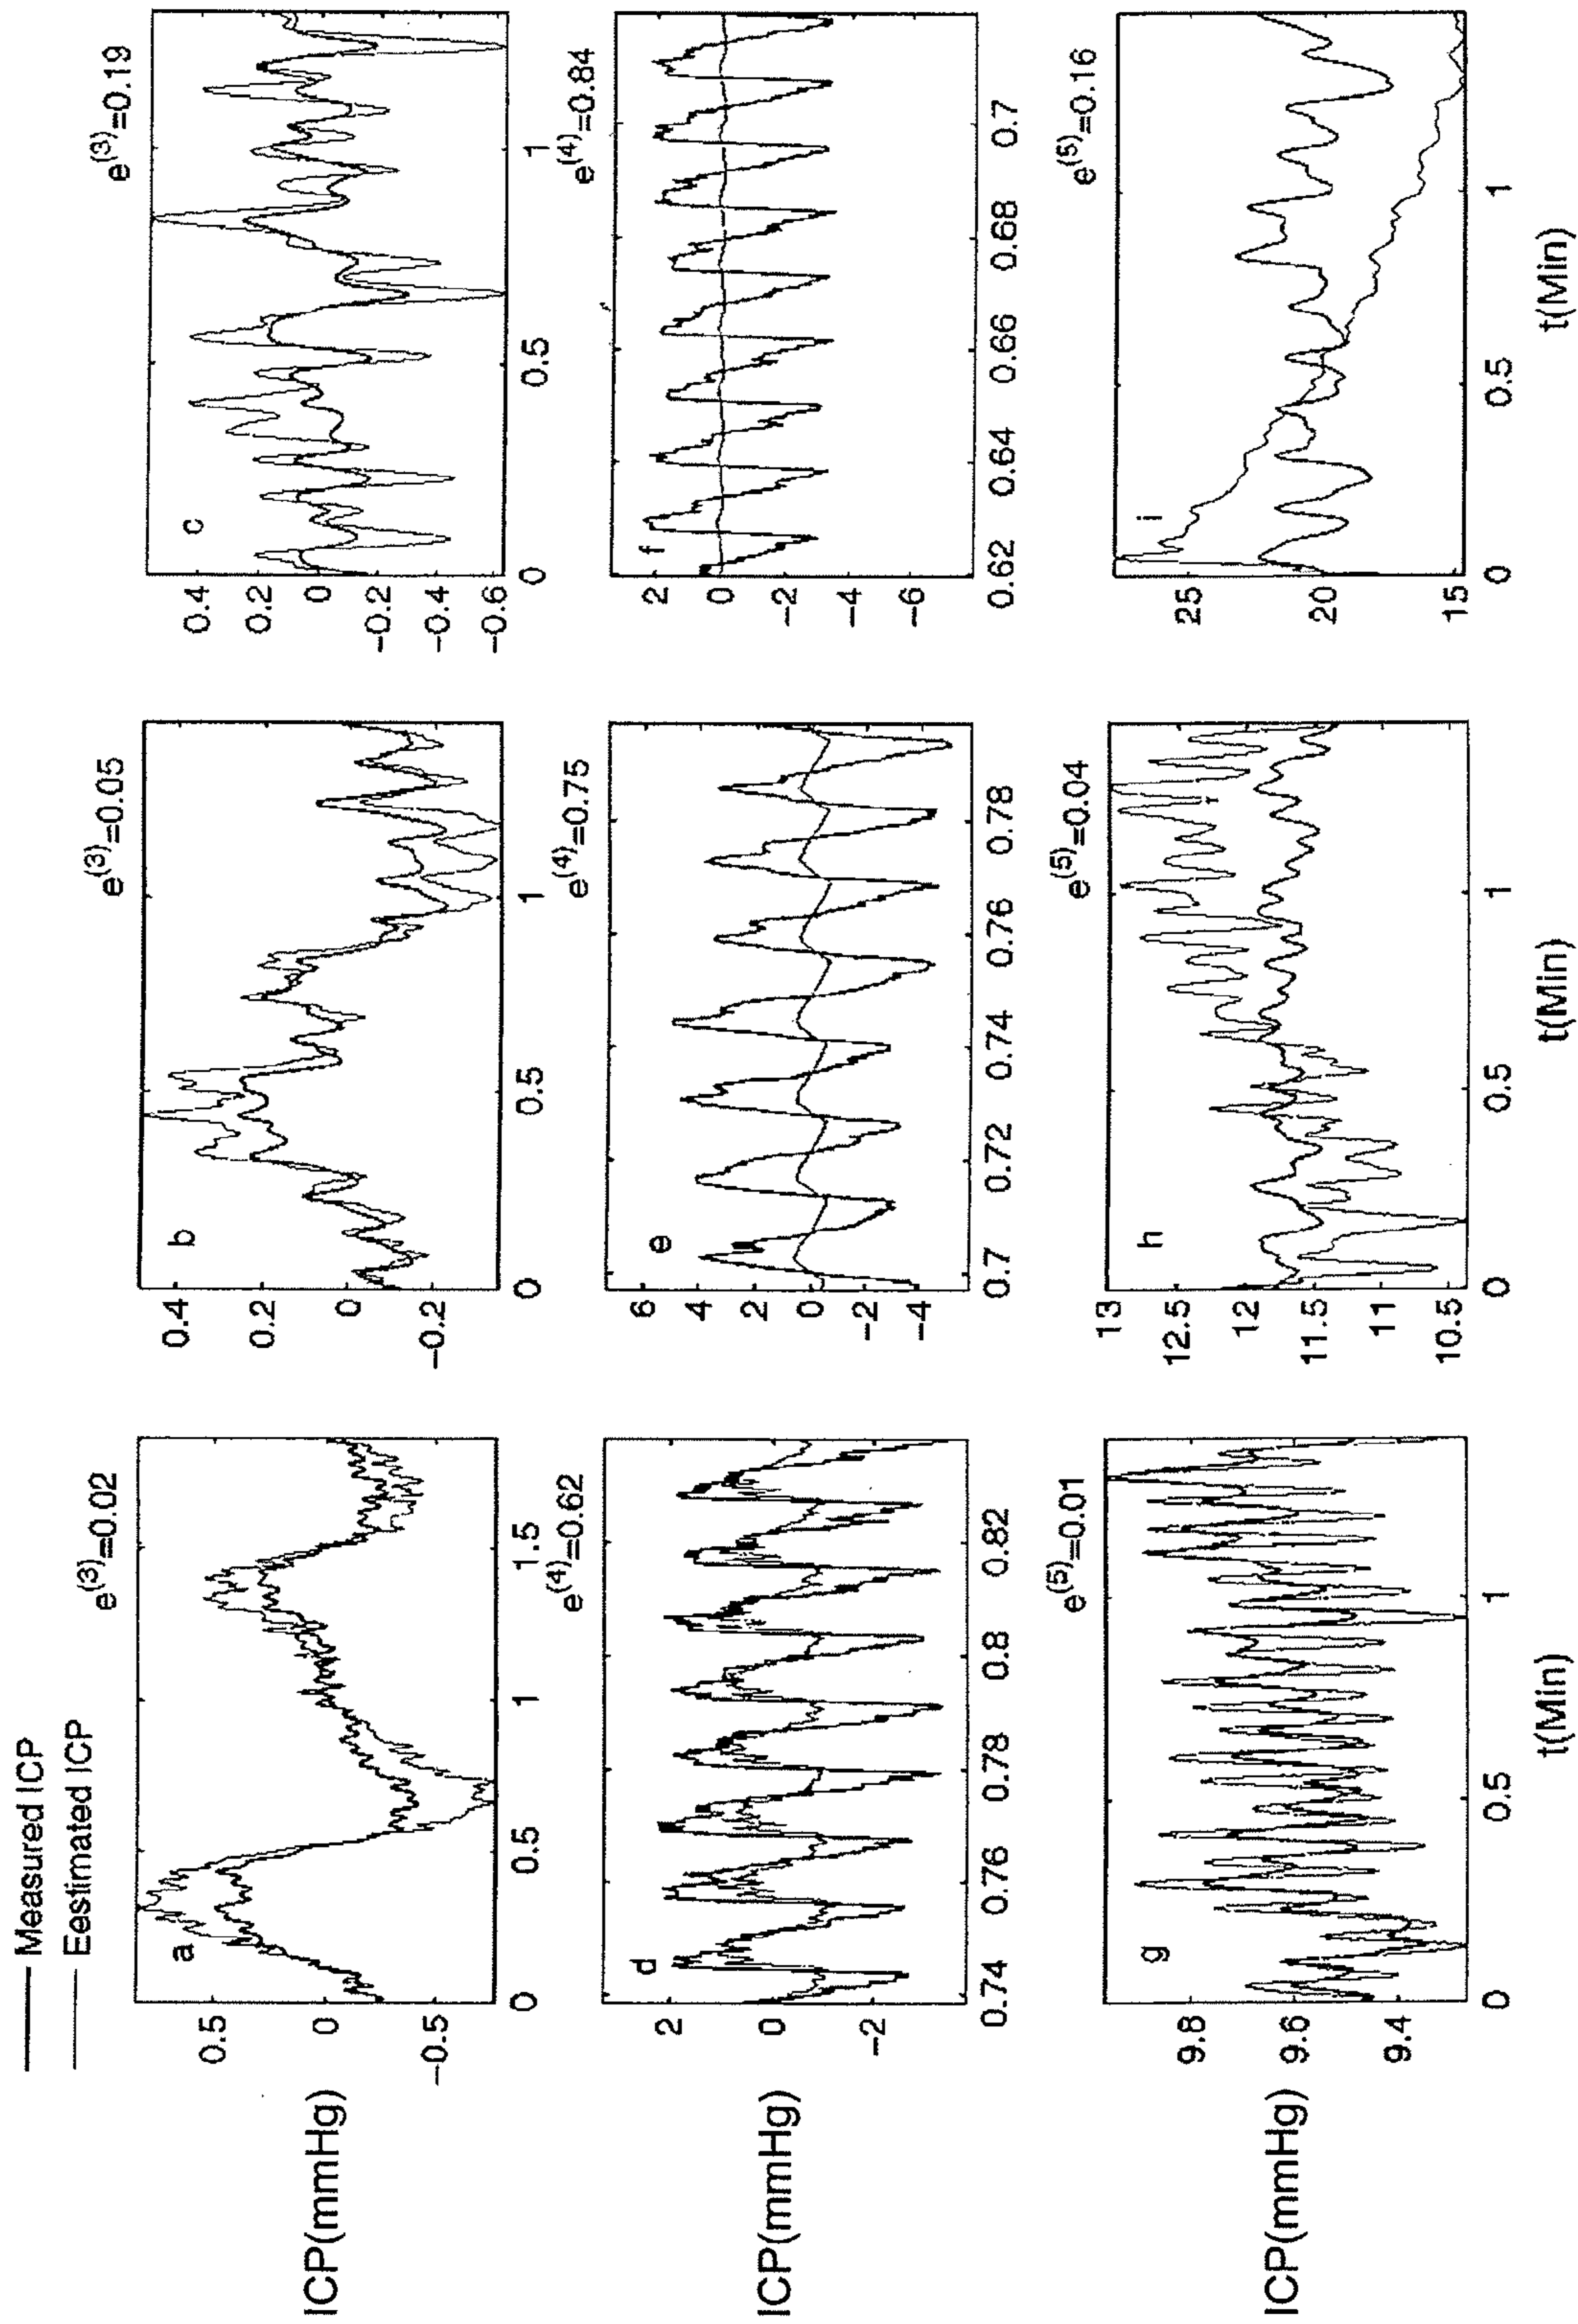 Measured ICP
Eestimated ICP
e(3)=0.02
e(3)=0.05
e(3)=0.19
ICP(mmHg)
a
0.5
0
-0.5
0
0.5
1
1.5
b
0.4
0.2
0
-0.2
0
0.5
1
c
0.4
0.2
0
-0.2
-0.4
-0.6
0
0.5
1
e(4)=0.62
e(4)=0.75
e(4)=0.84
ICP(mmHg)
d
2
0
-2
0.74
0.76
0.78
0.8
0.82
e
6
4
2
0
-2
-4
0.7
0.72
0.74
0.76
0.78
f
2
0
-2
-4
-6
0.62
0.64
0.66
0.68
0.7
e(5)=0.01
e(5)=0.04
e(5)=0.16
ICP(mmHg)
g
9.8
9.6
9.4
0
0.5
1
t(Min)
h
13
12.5
12
11.5
11
10.5
0
0.5
1
t(Min)
i
25
20
15
0
0.5
1
t(Min)